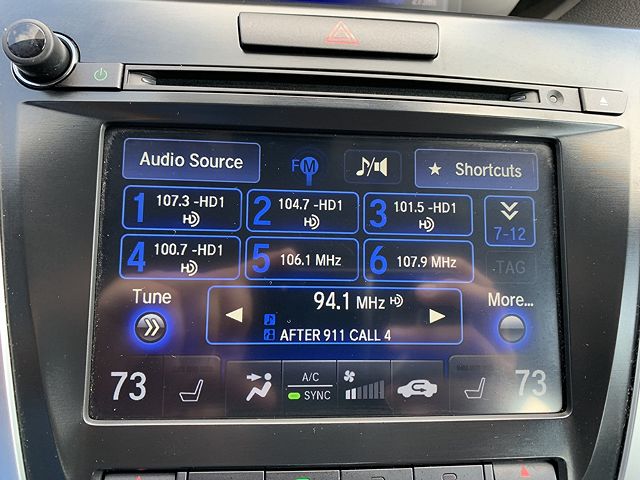 Audio Source
FM
Shortcuts
1 107.3 -HD1
2 104.7 -HD1
3 101.5 -HD1
7-12
4 100.7 -HD1
5 106.1 MHz
6 107.9 MHz
TAG
Tune
94.1 MHz
More...
AFTER 911 CALL 4
73
A/C
SYNC
73